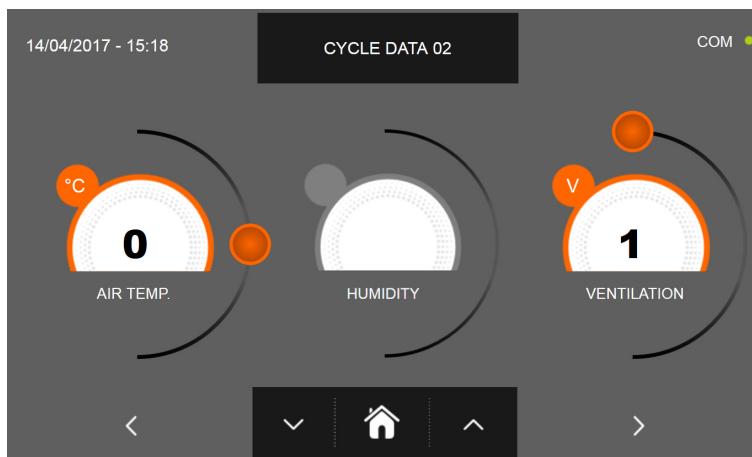 14/04/2017 - 15:18
CYCLE DATA 02
COM
°C
0
AIR TEMP.
HUMIDITY
V
1
VENTILATION